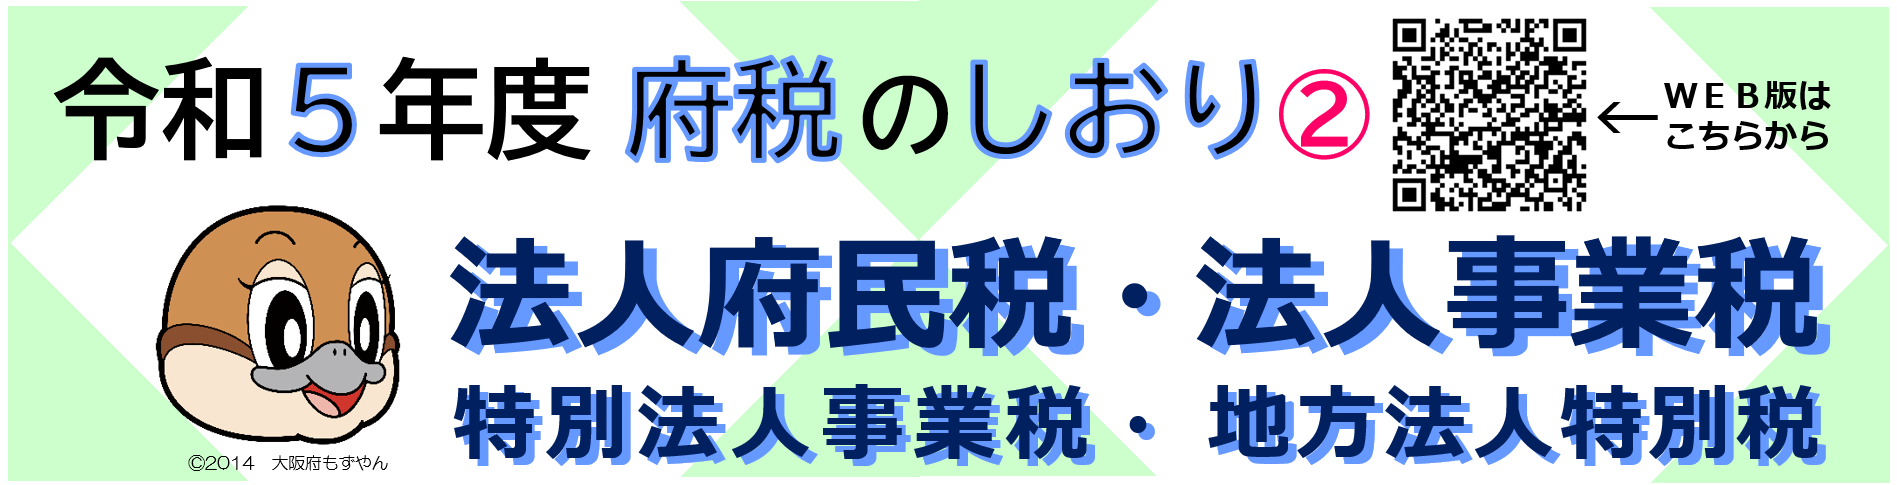 令和５年度 府税のしおり②
←WEB版は
こちらから
法人府民税・法人事業税
特別法人事業税・地方法人特別税
©2014 大阪府もずやん